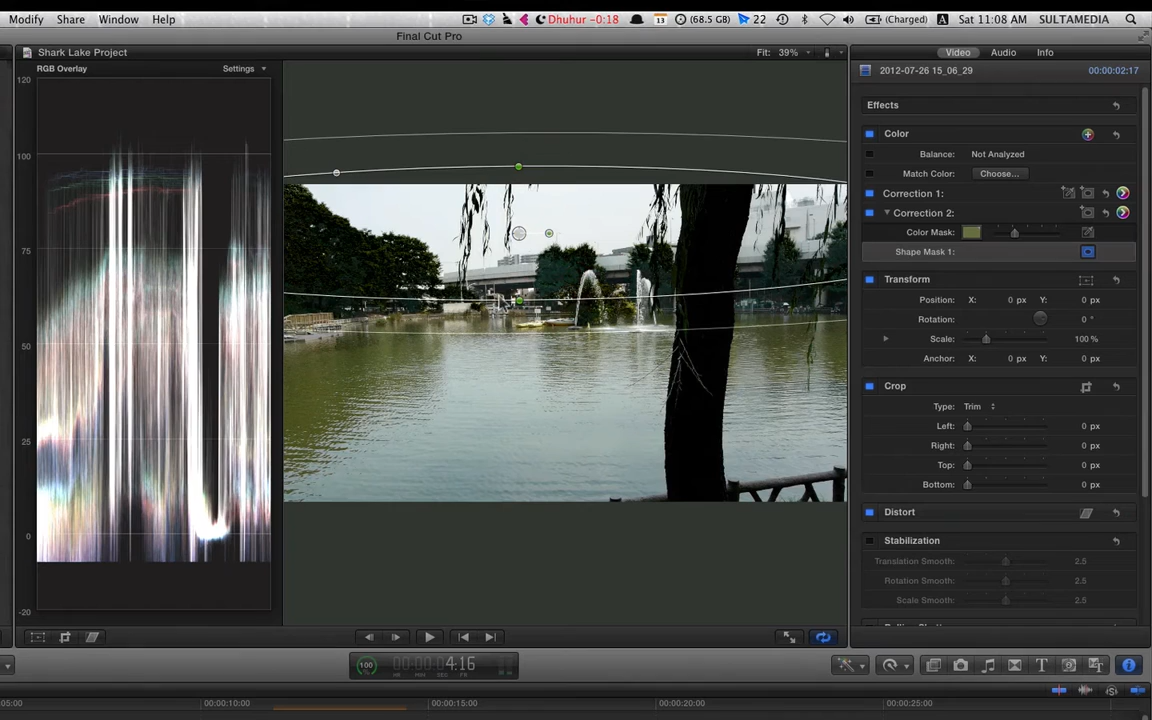 Modify Share Window Help Dhuhur -0:18 13 (68.5 GB) 22 (Charged) A Sat 11:08 AM SULTAMEDIA
Final Cut Pro
Shark Lake Project Fit: 39% Video Audio Info
RGB Overlay Settings 2012-07-26 15_06_29 00:00:02:17
120
100
75
50
25
0
-20
Effects
Color
Balance: Not Analyzed
Match Color: Choose...
Correction 1:
Correction 2:
Color Mask:
Shape Mask 1:
Transform
Position: X: 0 px Y: 0 px
Rotation: 0 °
Scale: 100 %
Anchor: X: 0 px Y: 0 px
Crop
Type: Trim
Left: 0 px
Right: 0 px
Top: 0 px
Bottom: 0 px
Distort
Stabilization
Translation Smooth: 2.5
Rotation Smooth: 2.5
Scale Smooth: 2.5
100 4:16
HR MIN SEC FR
:05:00 00:00:10:00 00:00:15:00 00:00:20:00 00:00:25:00